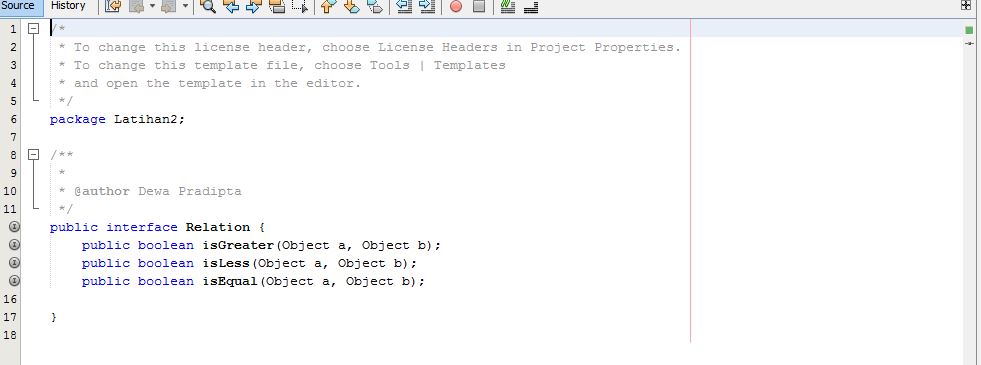 Source History
1 /*
2 * To change this license header, choose License Headers in Project Properties.
3 * To change this template file, choose Tools | Templates
4 * and open the template in the editor.
5 */
6 package Latihan2;
7
8 /**
9 *
10 * @author Dewa Pradipta
11 */
public interface Relation {
public boolean isGreater(Object a, Object b);
public boolean isLess(Object a, Object b);
public boolean isEqual(Object a, Object b);
16
17 }
18